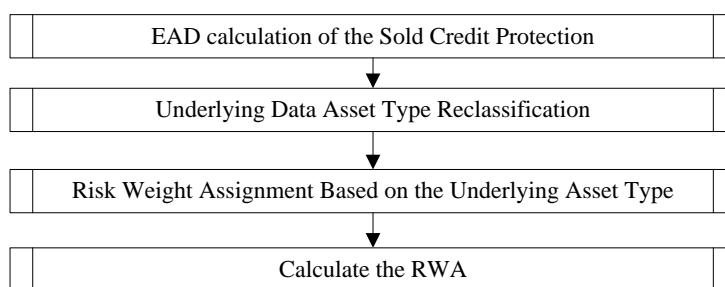 EAD calculation of the Sold Credit Protection
Underlying Data Asset Type Reclassification
Risk Weight Assignment Based on the Underlying Asset Type
Calculate the RWA